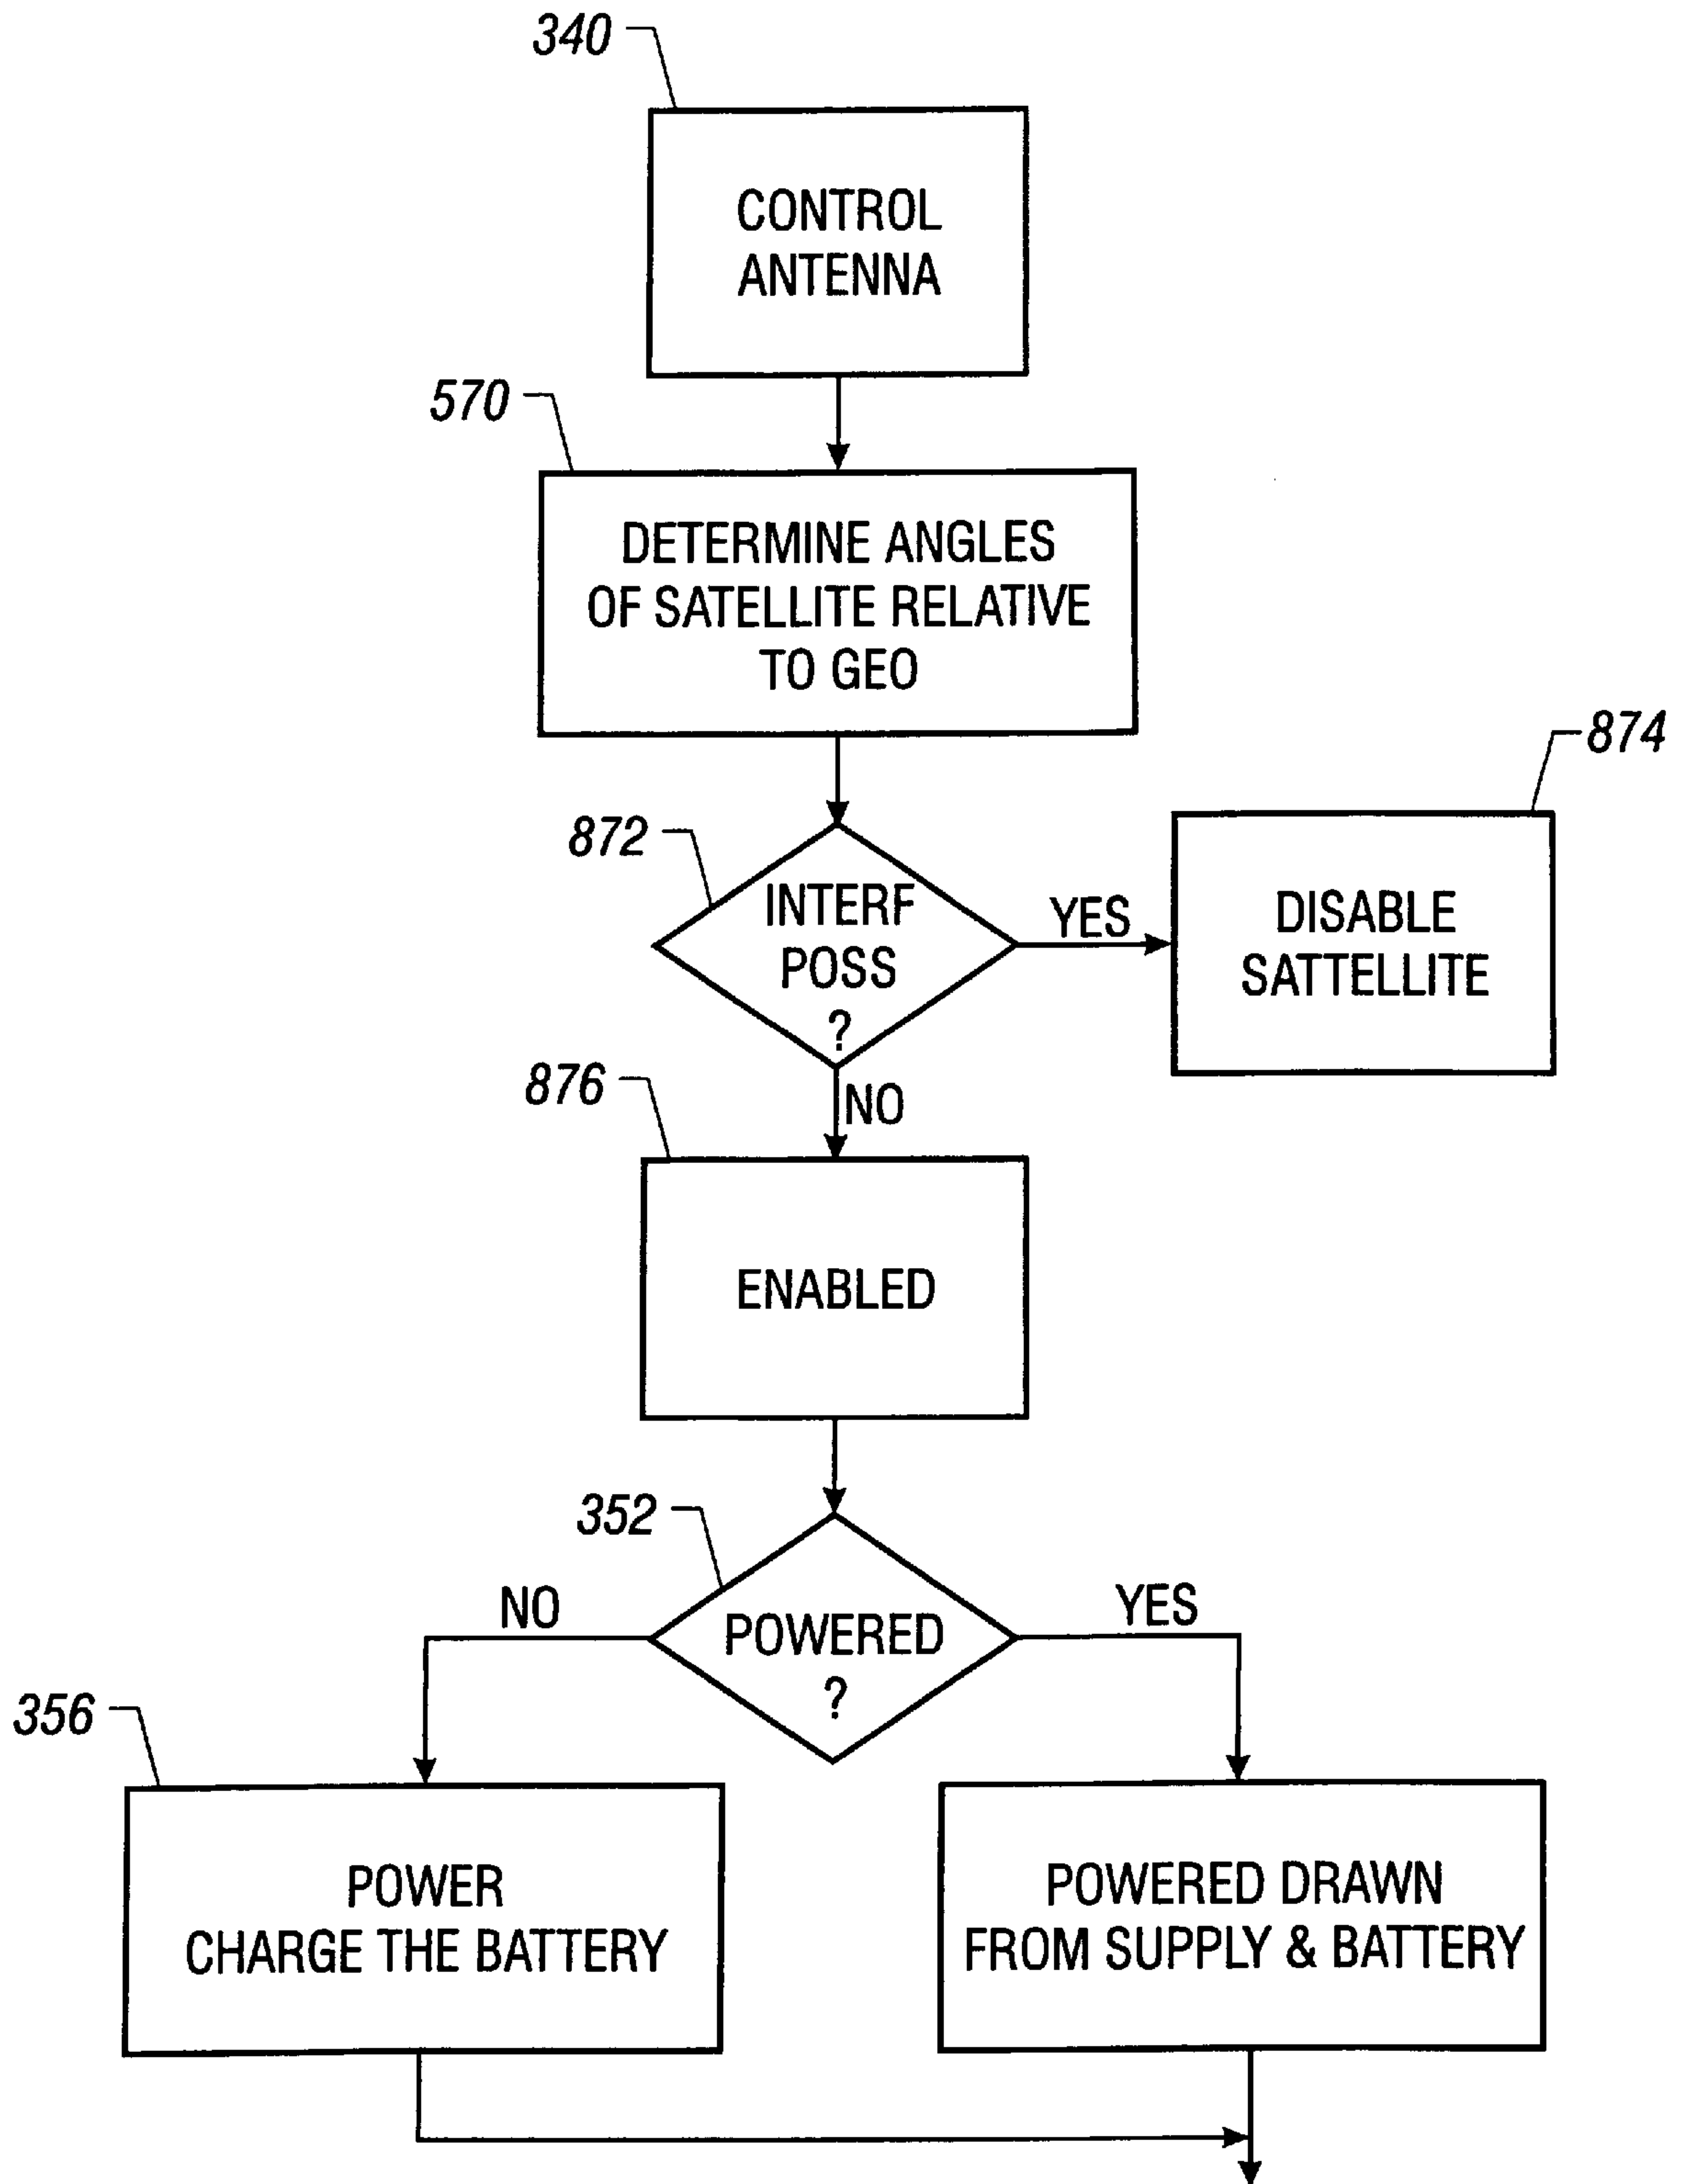 340
CONTROL
ANTENNA
570
DETERMINE ANGLES
OF SATELLITE RELATIVE
TO GEO
872
INTERF
POSS
?
YES
874
DISABLE
SATTELLITE
NO
876
ENABLED
352
POWERED
?
NO
YES
356
POWER
CHARGE THE BATTERY
POWERED DRAWN
FROM SUPPLY & BATTERY